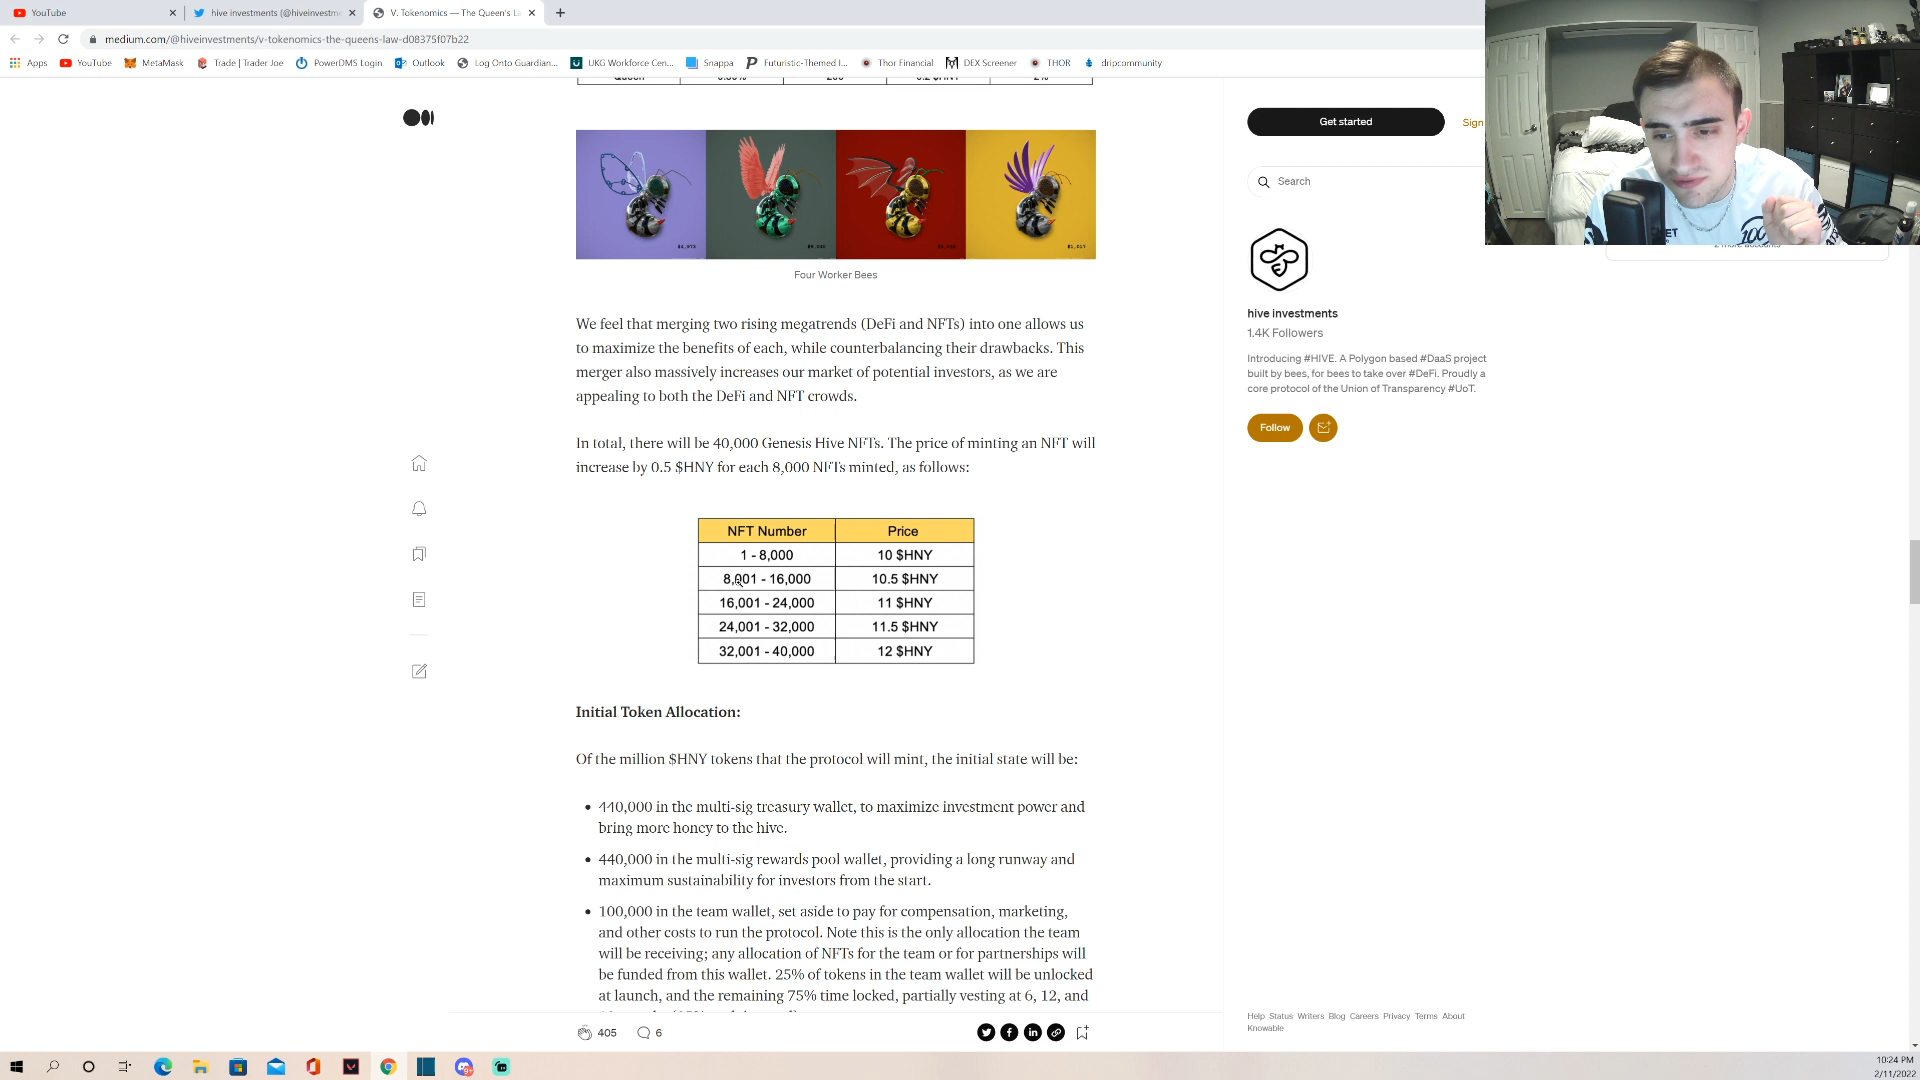 YouTube
hive investments (@hiveinvestm
V. Tokenomics — The Queen's L
medium.com/@hiveinvestments/v-tokenomics-the-queens-law-d08375f07b22
Apps YouTube MetaMask Trade | Trader Joe PowerDMS Login Outlook Log Onto Guardian... UKG Workforce Cen... Snappa Futuristic-Themed I... Thor Financial DEX Screener THOR dripcommunity
Get started
Sign
Search
Four Worker Bees
We feel that merging two rising megatrends (DeFi and NFTs) into one allows us
to maximize the benefits of each, while counterbalancing their drawbacks. This
merger also massively increases our market of potential investors, as we are
appealing to both the DeFi and NFT crowds.
In total, there will be 40,000 Genesis Hive NFTs. The price of minting an NFT will
increase by 0.5 $HNY for each 8,000 NFTs minted, as follows:
NFT Number Price
1 - 8,000 10 $HNY
8,001 - 16,000 10.5 $HNY
16,001 - 24,000 11 $HNY
24,001 - 32,000 11.5 $HNY
32,001 - 40,000 12 $HNY
Initial Token Allocation:
Of the million $HNY tokens that the protocol will mint, the initial state will be:
• 440,000 in the multi-sig treasury wallet, to maximize investment power and
bring more honey to the hive.
• 440,000 in the multi-sig rewards pool wallet, providing a long runway and
maximum sustainability for investors from the start.
• 100,000 in the team wallet, set aside to pay for compensation, marketing,
and other costs to run the protocol. Note this is the only allocation the team
will be receiving; any allocation of NFTs for the team or for partnerships will
be funded from this wallet. 25% of tokens in the team wallet will be unlocked
at launch, and the remaining 75% time locked, partially vesting at 6, 12, and
405 6
hive investments
1.4K Followers
Introducing #HIVE. A Polygon based #DaaS project
built by bees, for bees to take over #DeFi. Proudly a
core protocol of the Union of Transparency #UoT.
Follow
Help Status Writers Blog Careers Privacy Terms About
Knowable
10:24 PM
2/11/2022